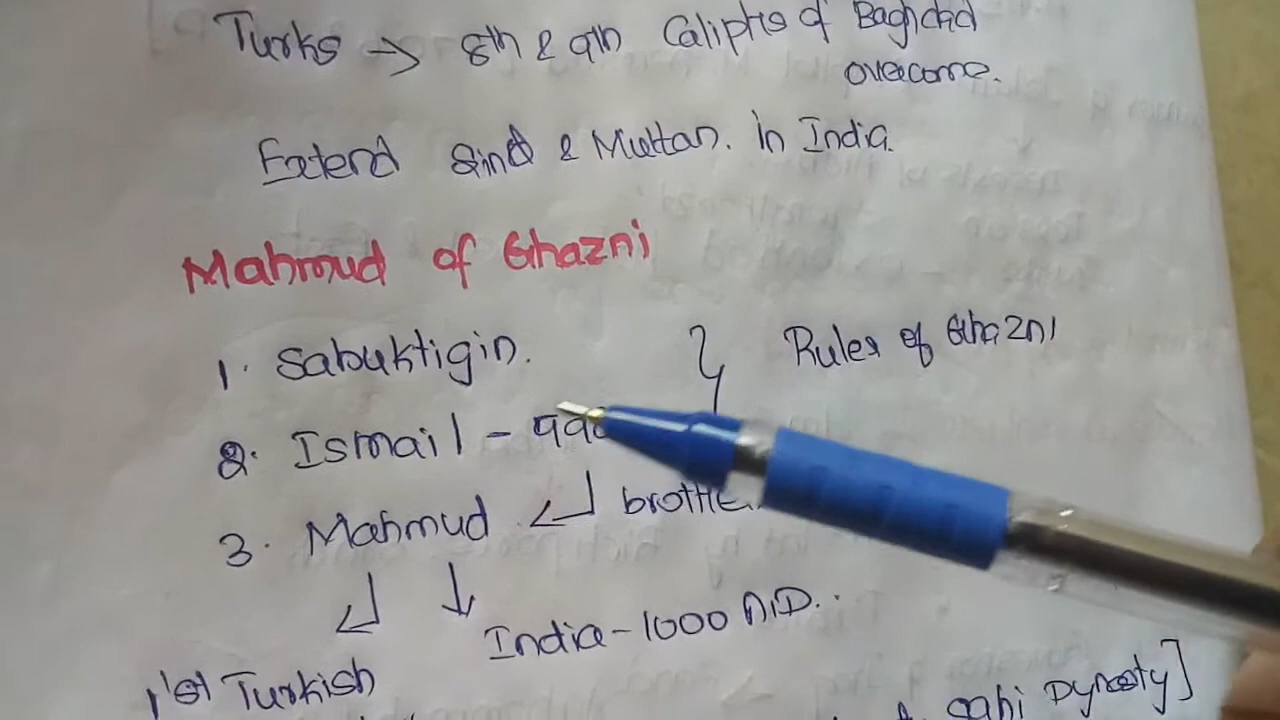 Turks → 8th & 9th Caliphs of Baghdad
overcome.
Extend Sind & Multan. in India.
Mahmud of Ghazni
1. Sabuktigin. } Ruler of Ghazni
2. Ismail -
3. Mahmud
India - 1000 A.D.
1st Turkish
Dynasty]